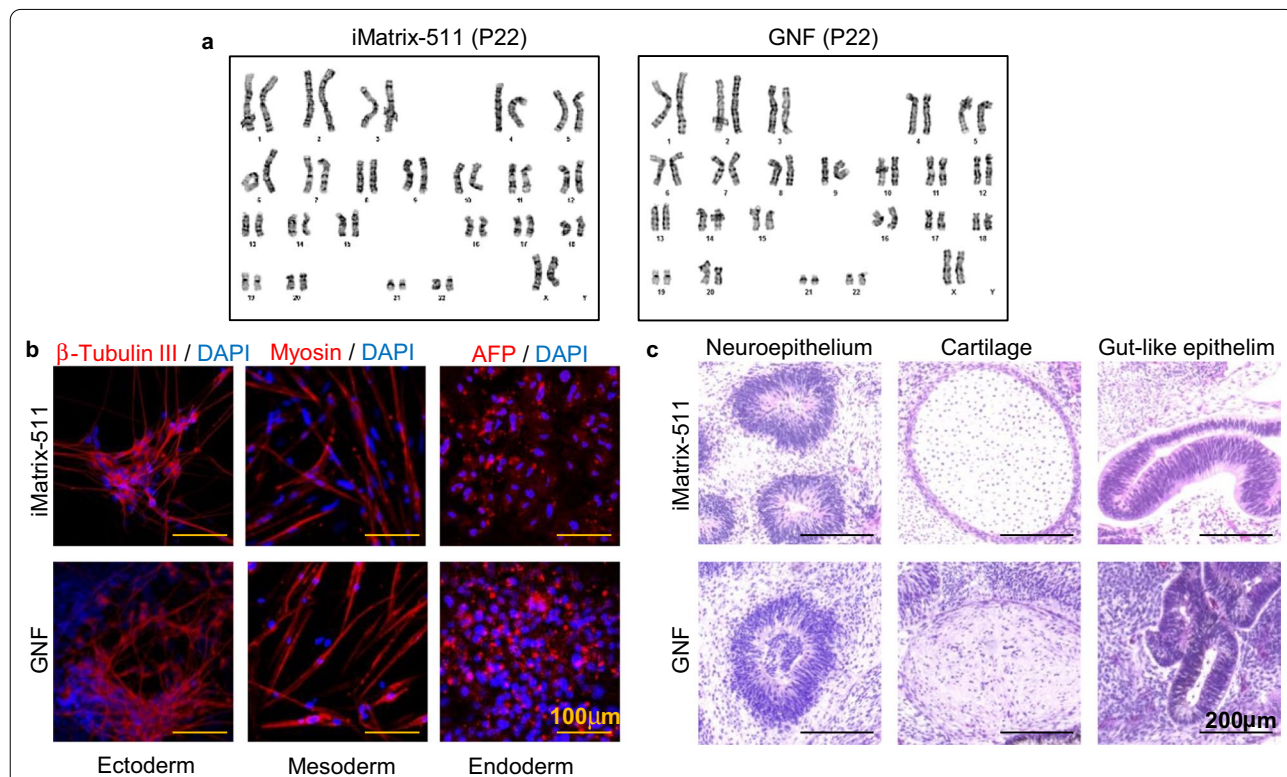 a
iMatrix-511 (P22)
GNF (P22)
1 2 3 4 5
6 7 8 9 10 11 12
13 14 15 16 17 18
19 20 21 22 X Y
1 2 3 4 5
6 7 8 9 10 11 12
13 14 15 16 17 18
19 20 21 22 X Y
b
β-Tubulin III / DAPI
Myosin / DAPI
AFP / DAPI
iMatrix-511
GNF
100μm
Ectoderm
Mesoderm
Endoderm
c
Neuroepithelium
Cartilage
Gut-like epithelim
iMatrix-511
GNF
200μm